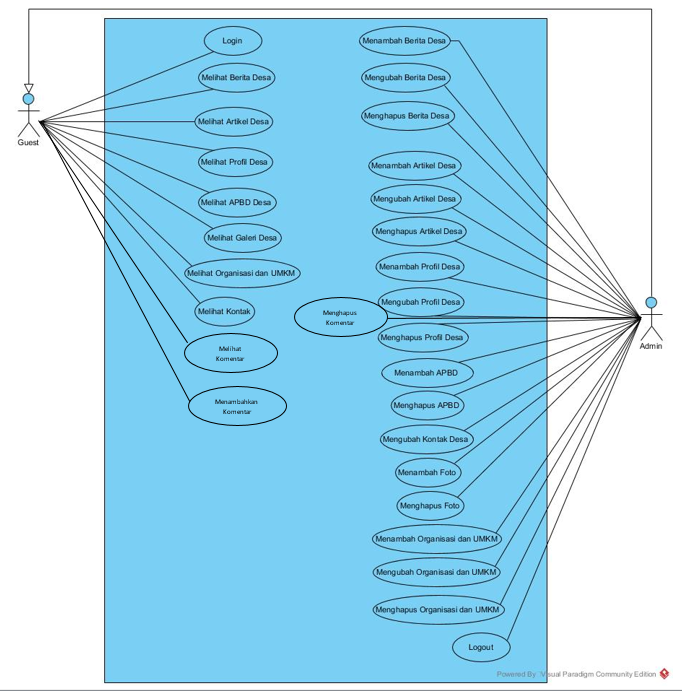 Login
Melihat Berita Desa
Melihat Artikel Desa
Melihat Profil Desa
Melihat APBD Desa
Melihat Galeri Desa
Melihat Organisasi dan UMKM
Melihat Kontak
Melihat
Komentar
Menambahkan
Komentar
Guest
Menambah Berita Desa
Mengubah Berita Desa
Menghapus Berita Desa
Menambah Artikel Desa
Mengubah Artikel Desa
Menghapus Artikel Desa
Menambah Profil Desa
Mengubah Profil Desa
Menghapus
Komentar
Menghapus Profil Desa
Menambah APBD
Menghapus APBD
Mengubah Kontak Desa
Menambah Foto
Menghapus Foto
Menambah Organisasi dan UMKM
Mengubah Organisasi dan UMKM
Menghapus Organisasi dan UMKM
Logout
Admin
Powered By Visual Paradigm Community Edition